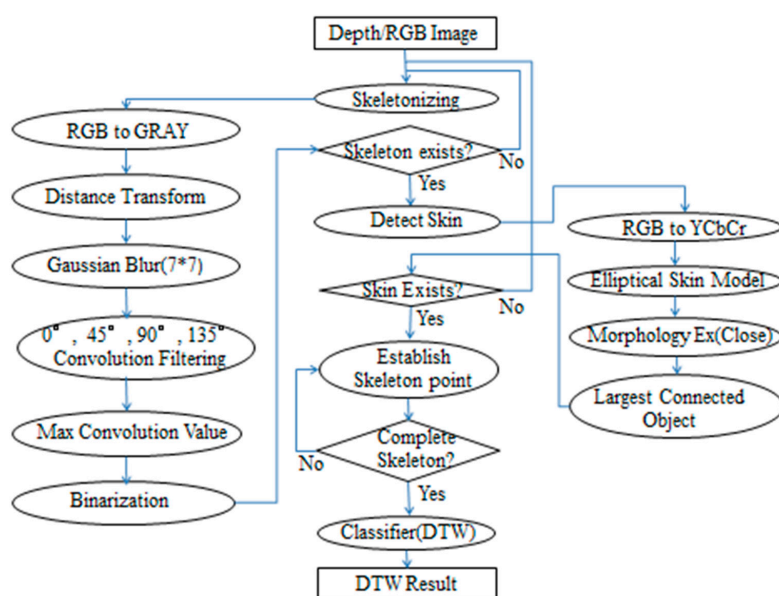 Depth/RGB Image
Skeletonizing
RGB to GRAY
Distance Transform
Gaussian Blur(7*7)
0° , 45° , 90° , 135°
Convolution Filtering
Max Convolution Value
Binarization
Skeleton exists?
No
Yes
Detect Skin
RGB to YCbCr
Elliptical Skin Model
Morphology Ex(Close)
Largest Connected
Object
Skin Exists?
No
Yes
Establish
Skeleton point
Complete
Skeleton?
No
Yes
Classifier(DTW)
DTW Result